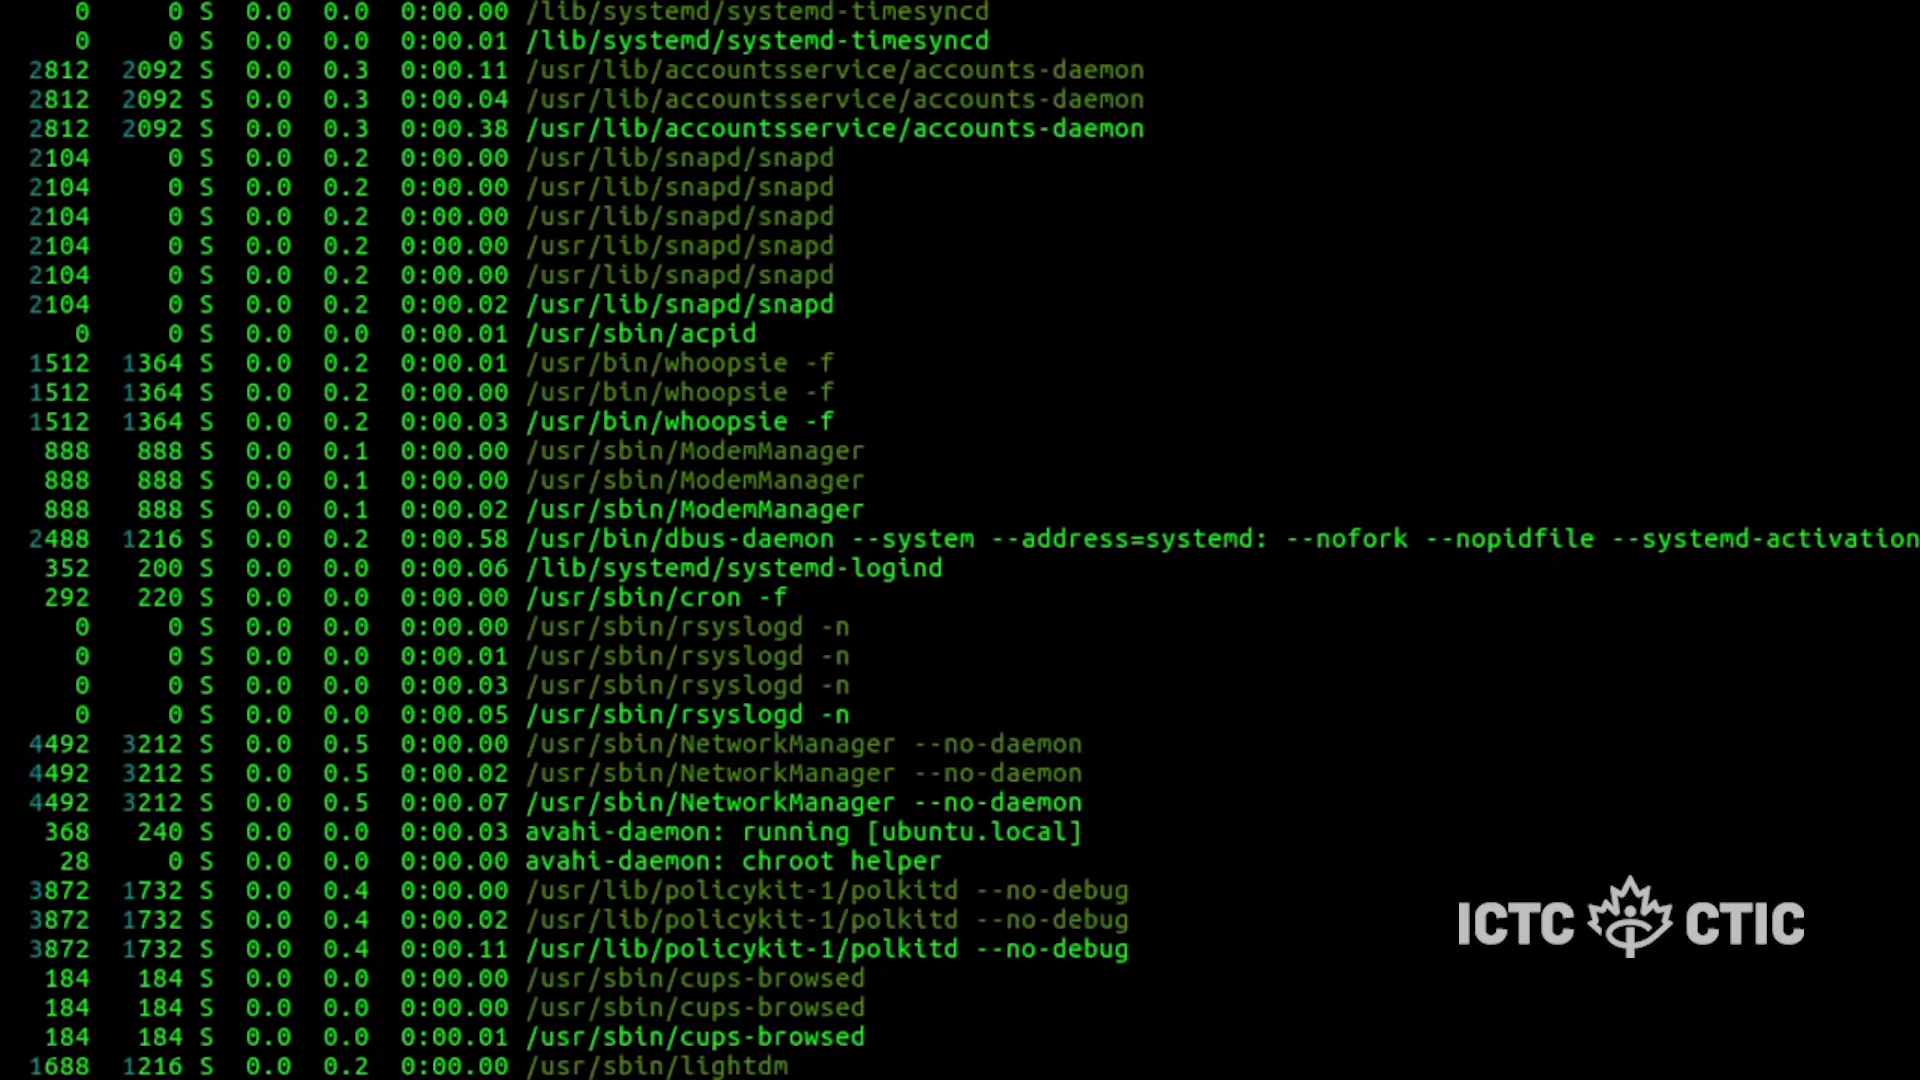 0 0 S 0.0 0.0 0:00.00 /lib/systemd/systemd-timesyncd
0 0 S 0.0 0.0 0:00.01 /lib/systemd/systemd-timesyncd
2812 2092 S 0.0 0.3 0:00.11 /usr/lib/accountsservice/accounts-daemon
2812 2092 S 0.0 0.3 0:00.04 /usr/lib/accountsservice/accounts-daemon
2812 2092 S 0.0 0.3 0:00.38 /usr/lib/accountsservice/accounts-daemon
2104 0 S 0.0 0.2 0:00.00 /usr/lib/snapd/snapd
2104 0 S 0.0 0.2 0:00.00 /usr/lib/snapd/snapd
2104 0 S 0.0 0.2 0:00.00 /usr/lib/snapd/snapd
2104 0 S 0.0 0.2 0:00.00 /usr/lib/snapd/snapd
2104 0 S 0.0 0.2 0:00.00 /usr/lib/snapd/snapd
2104 0 S 0.0 0.2 0:00.02 /usr/lib/snapd/snapd
0 0 S 0.0 0.0 0:00.01 /usr/sbin/acpid
1512 1364 S 0.0 0.2 0:00.01 /usr/bin/whoopsie -f
1512 1364 S 0.0 0.2 0:00.00 /usr/bin/whoopsie -f
1512 1364 S 0.0 0.2 0:00.03 /usr/bin/whoopsie -f
888 888 S 0.0 0.1 0:00.00 /usr/sbin/ModemManager
888 888 S 0.0 0.1 0:00.00 /usr/sbin/ModemManager
888 888 S 0.0 0.1 0:00.02 /usr/sbin/ModemManager
2488 1216 S 0.0 0.2 0:00.58 /usr/bin/dbus-daemon --system --address=systemd: --nofork --nopidfile --systemd-activation
352 200 S 0.0 0.0 0:00.06 /lib/systemd/systemd-logind
292 220 S 0.0 0.0 0:00.00 /usr/sbin/cron -f
0 0 S 0.0 0.0 0:00.00 /usr/sbin/rsyslogd -n
0 0 S 0.0 0.0 0:00.01 /usr/sbin/rsyslogd -n
0 0 S 0.0 0.0 0:00.03 /usr/sbin/rsyslogd -n
0 0 S 0.0 0.0 0:00.05 /usr/sbin/rsyslogd -n
4492 3212 S 0.0 0.5 0:00.00 /usr/sbin/NetworkManager --no-daemon
4492 3212 S 0.0 0.5 0:00.02 /usr/sbin/NetworkManager --no-daemon
4492 3212 S 0.0 0.5 0:00.07 /usr/sbin/NetworkManager --no-daemon
368 240 S 0.0 0.0 0:00.03 avahi-daemon: running [ubuntu.local]
28 0 S 0.0 0.0 0:00.00 avahi-daemon: chroot helper
3872 1732 S 0.0 0.4 0:00.00 /usr/lib/policykit-1/polkitd --no-debug
3872 1732 S 0.0 0.4 0:00.02 /usr/lib/policykit-1/polkitd --no-debug
3872 1732 S 0.0 0.4 0:00.11 /usr/lib/policykit-1/polkitd --no-debug
184 184 S 0.0 0.0 0:00.00 /usr/sbin/cups-browsed
184 184 S 0.0 0.0 0:00.00 /usr/sbin/cups-browsed
184 184 S 0.0 0.0 0:00.01 /usr/sbin/cups-browsed
1688 1216 S 0.0 0.2 0:00.00 /usr/sbin/lightdm
ICTC CTIC